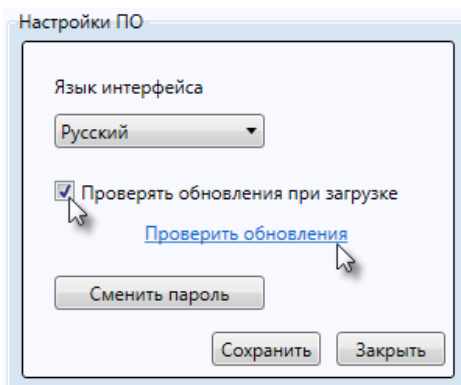 Настройки ПО
Язык интерфейса
Русский
Проверять обновления при загрузке
Проверить обновления
Сменить пароль
Сохранить Закрыть